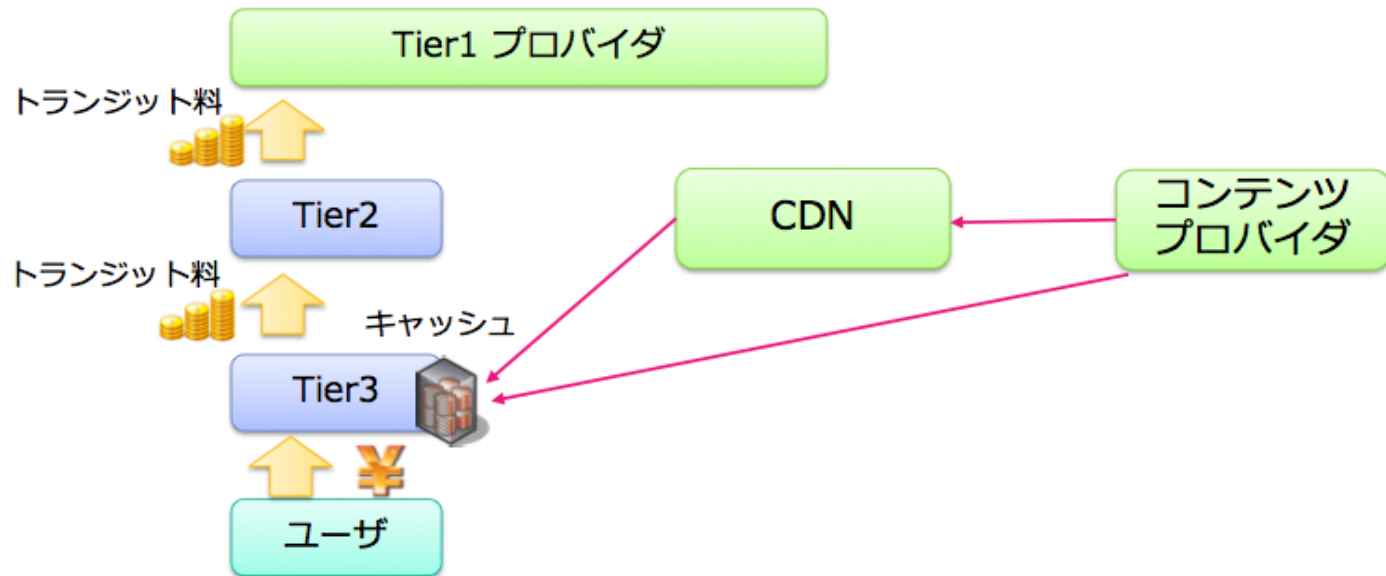 Tier1 プロバイダ
トランジット料
Tier2
CDN
コンテンツ
プロバイダ
トランジット料
キャッシュ
Tier3
¥
ユーザ